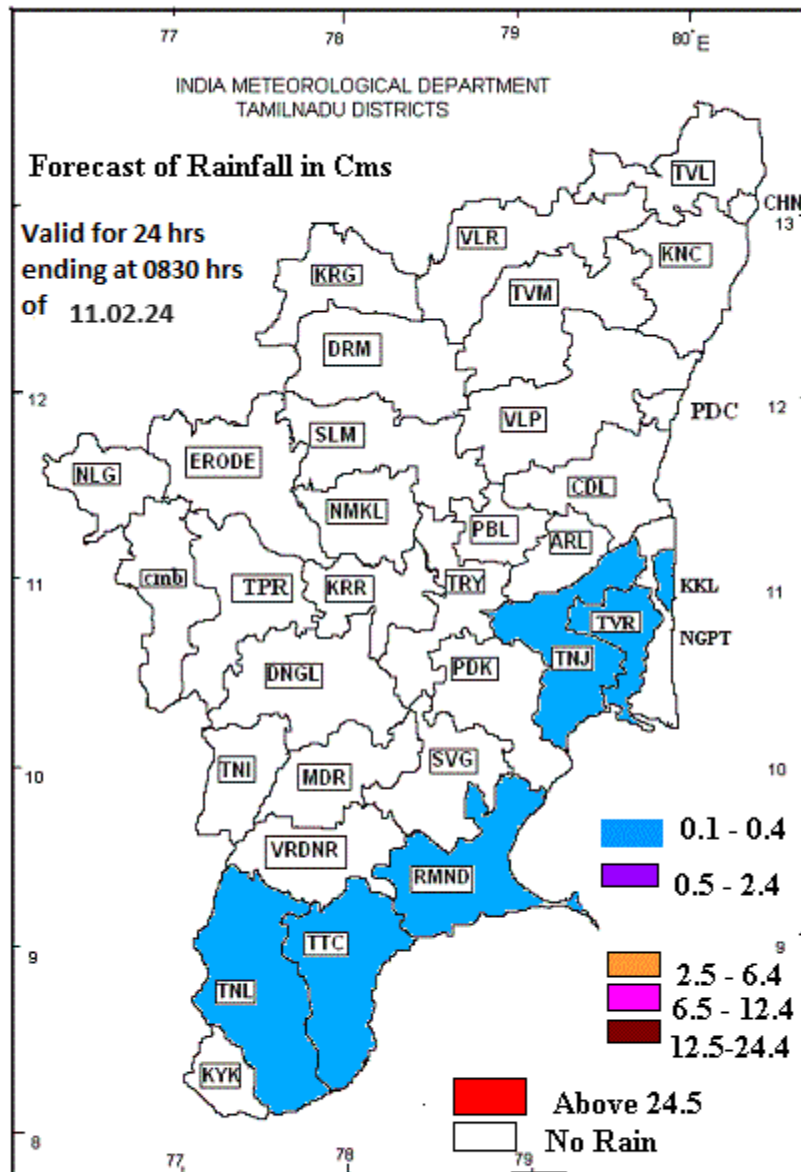 77 78 79 80°E
INDIA METEOROLOGICAL DEPARTMENT
TAMILNADU DISTRICTS
Forecast of Rainfall in Cms
TVL
CHN
13
Valid for 24 hrs
ending at 0830 hrs
of 11.02.24
VLR
KNC
KRG
TVM
DRM
12
12
PDC
VLP
SLM
ERODE
NLG
CDL
NMKL
PBL
ARL
11
cmb
TPR
KRR
TRY
KKL
11
TVR
NGPT
TNJ
DNGL
PDK
10
TNI
MDR
SVG
10
0.1 - 0.4
VRDNR
RMND
0.5 - 2.4
9
TTC
9
2.5 - 6.4
TNL
6.5 - 12.4
12.5-24.4
KYK
Above 24.5
8
No Rain
77 78 79